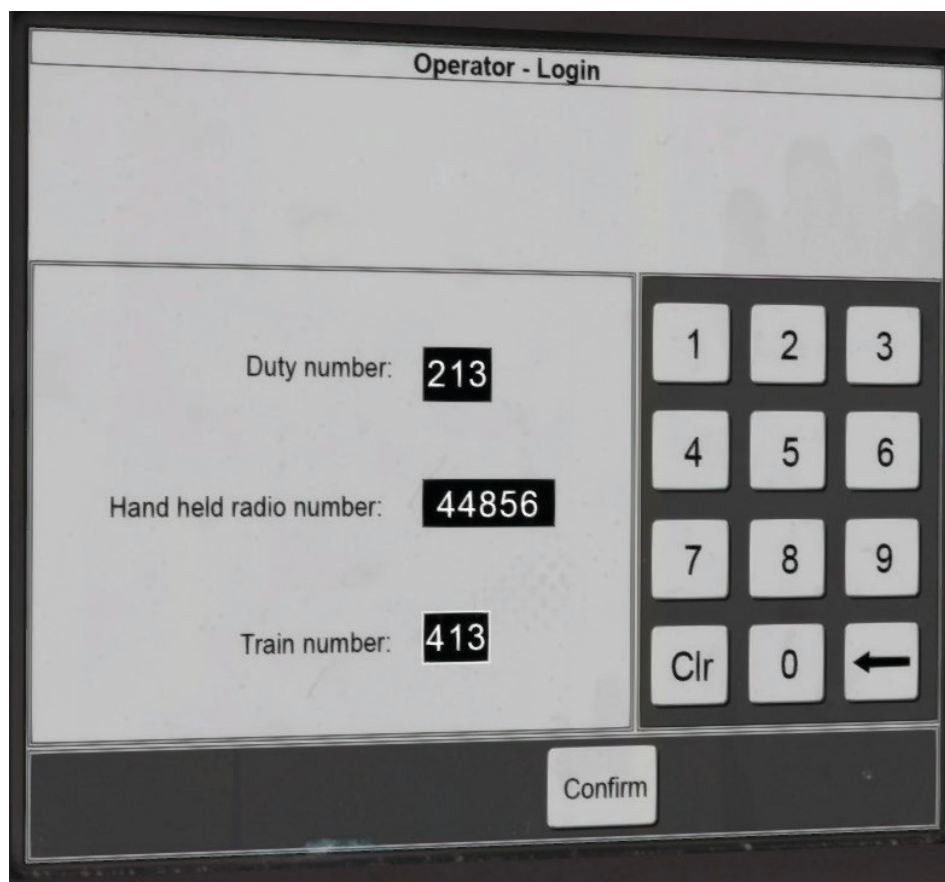 Operator - Login
Duty number: 213
Hand held radio number: 44856
Train number: 413
1 2 3
4 5 6
7 8 9
Clr 0 ←
Confirm